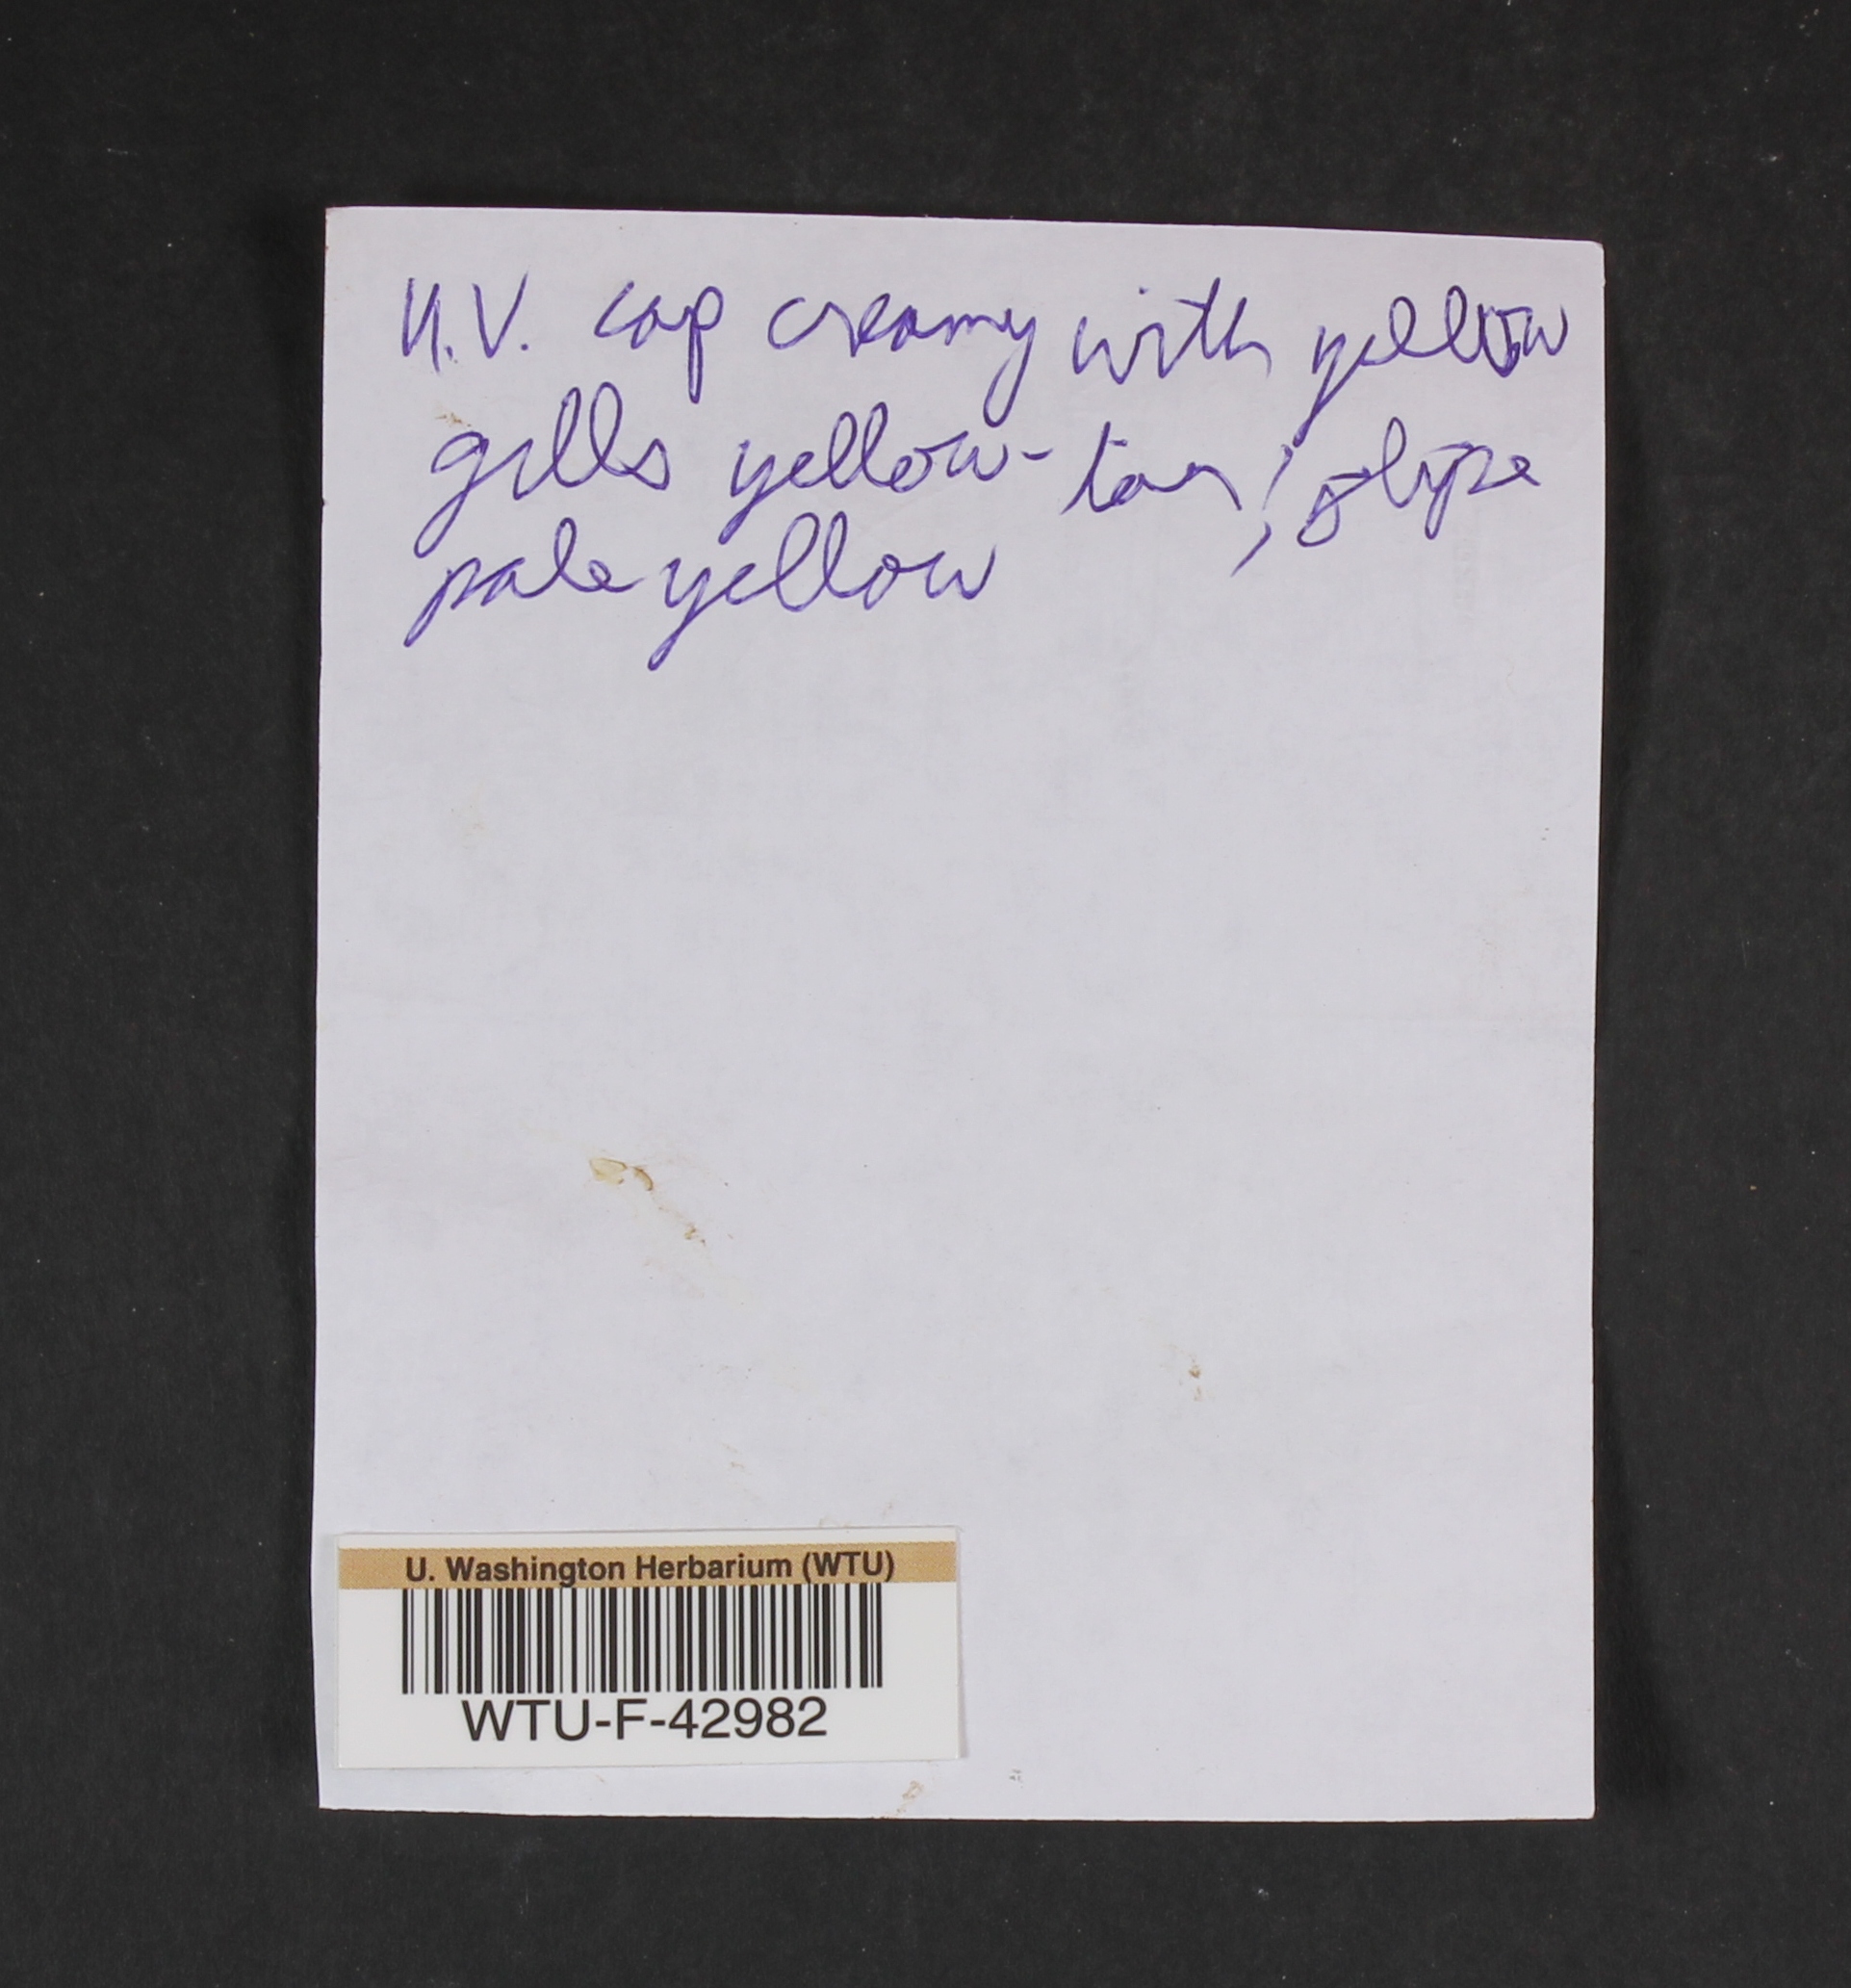 U.V. cap creamy with yellow
gills yellow-tan; stipe
pale yellow
U. Washington Herbarium (WTU)
WTU-F-42982